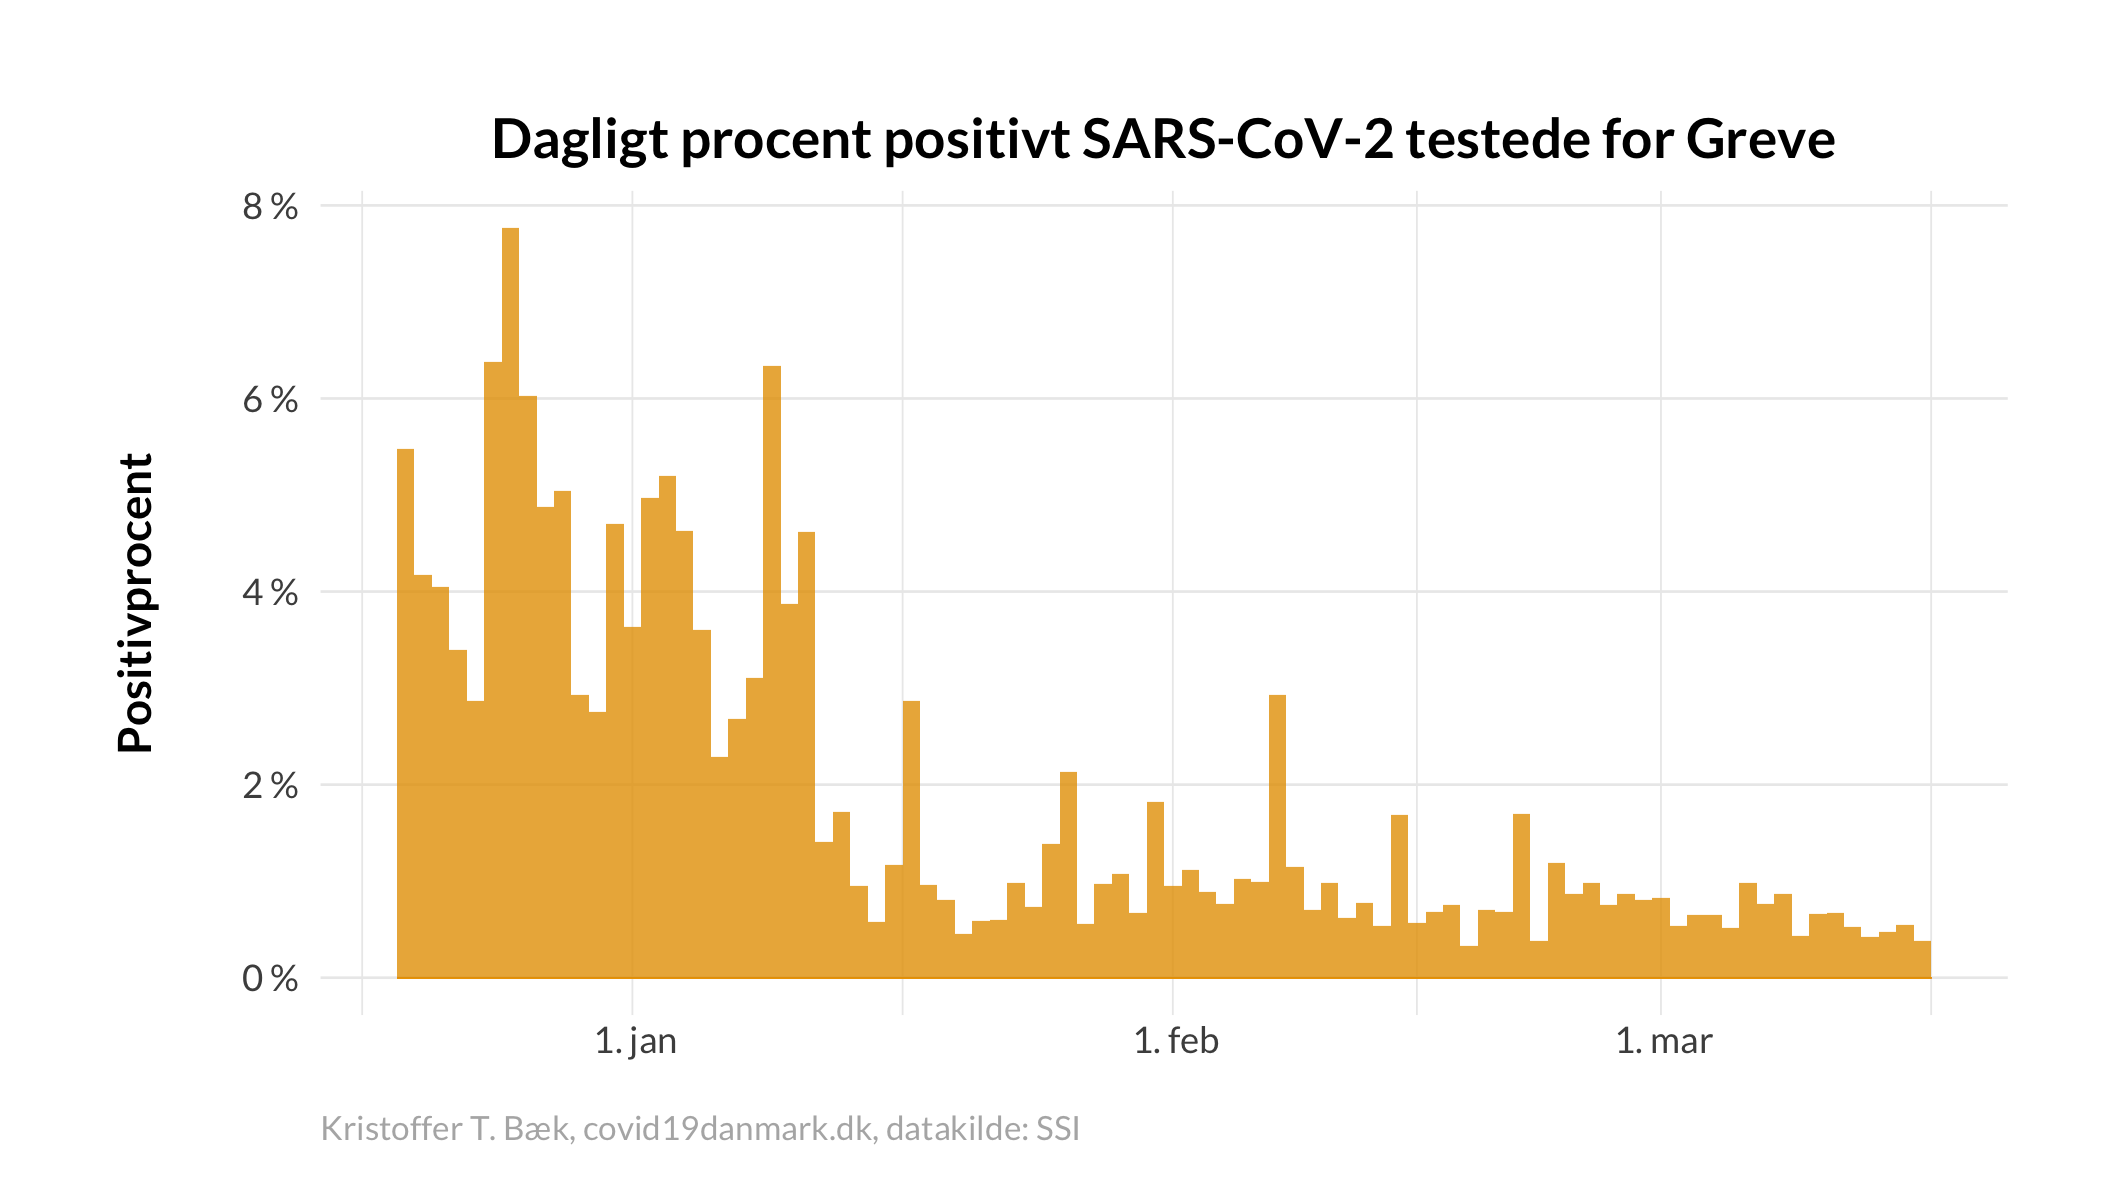 Dagligt procent positivt SARS-CoV-2 testede for Greve
Positivprocent
8 %
6 %
4 %
2 %
0 %
1. jan
1. feb
1. mar
Kristoffer T. Bæk, covid19danmark.dk, datakilde: SSI